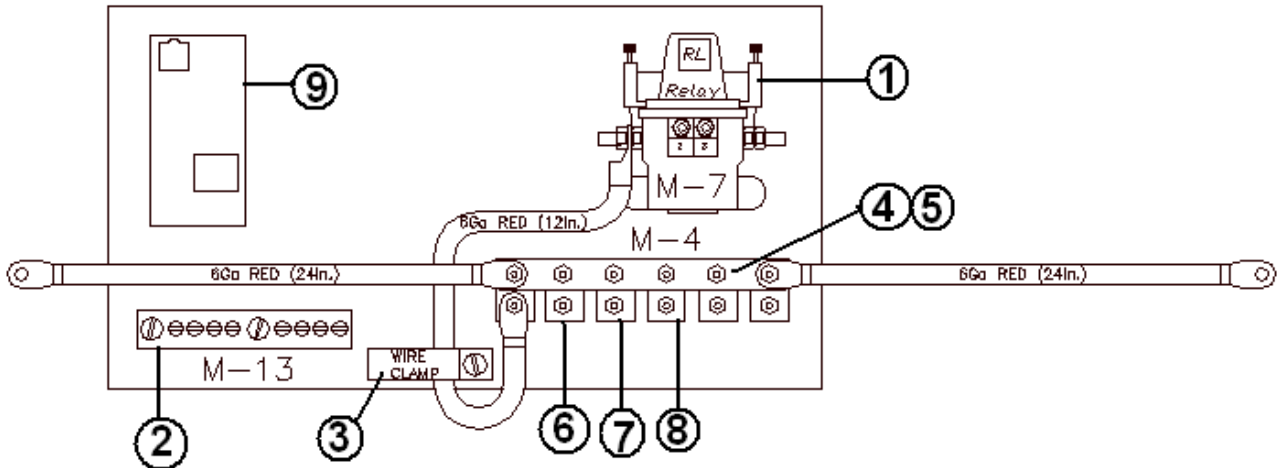 RL
Relay
9
1
2 3
M-7
4 5
6Ga RED (12In.)
M-4
6Ga RED (24In.)
6Ga RED (24In.)
M-13
WIRE
CLAMP
2
3
6
7
8